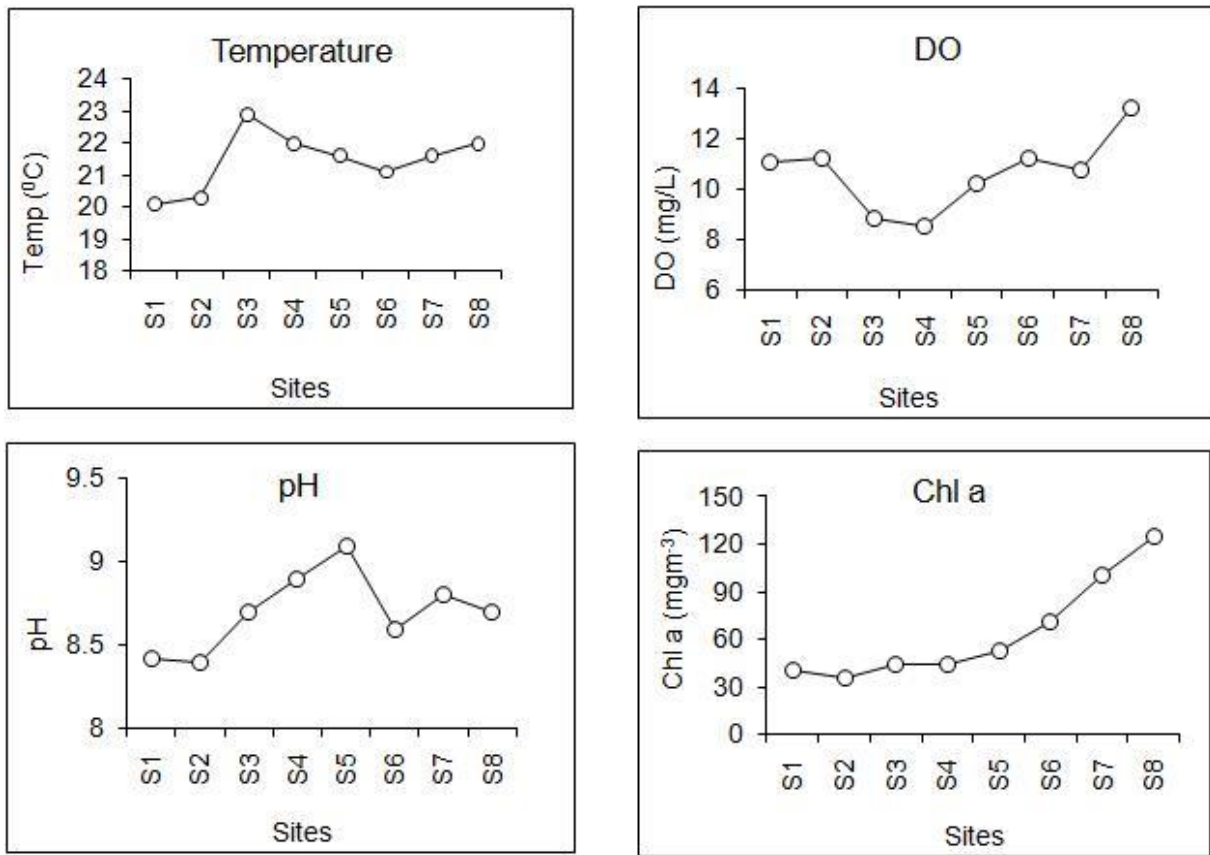 Temperature
24
23
22
21
20
19
18
Temp (⁰C)
S1 S2 S3 S4 S5 S6 S7 S8
Sites
DO
14
12
10
8
6
DO (mg/L)
S1 S2 S3 S4 S5 S6 S7 S8
Sites
pH
9.5
9
8.5
8
pH
S1 S2 S3 S4 S5 S6 S7 S8
Sites
Chl a
150
120
90
60
30
0
Chl a (mgm⁻³)
S1 S2 S3 S4 S5 S6 S7 S8
Sites